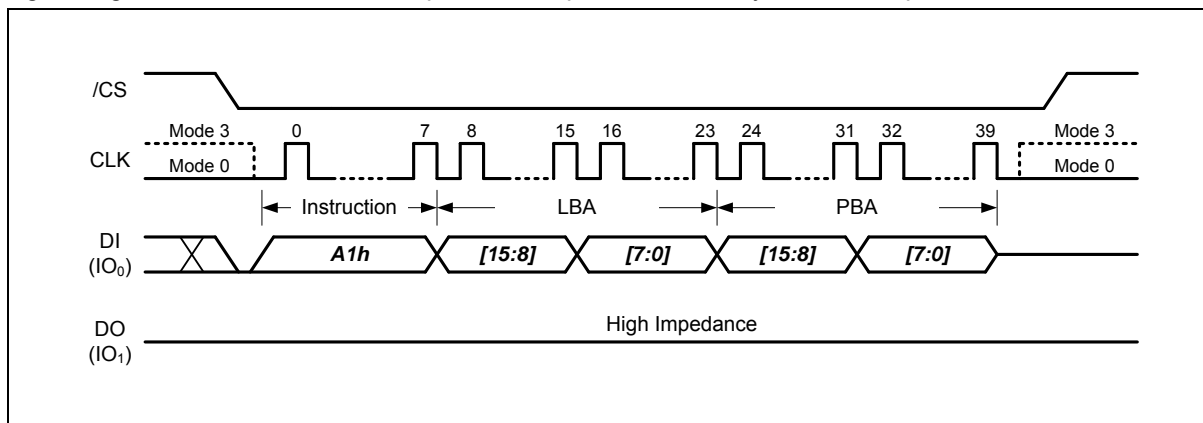 /CS
Mode 3 0 7 8 15 16 23 24 31 32 39 Mode 3
CLK
Mode 0 Mode 0
Instruction LBA PBA
DI A1h [15:8] [7:0] [15:8] [7:0]
(IO0)
High Impedance
DO
(IO1)